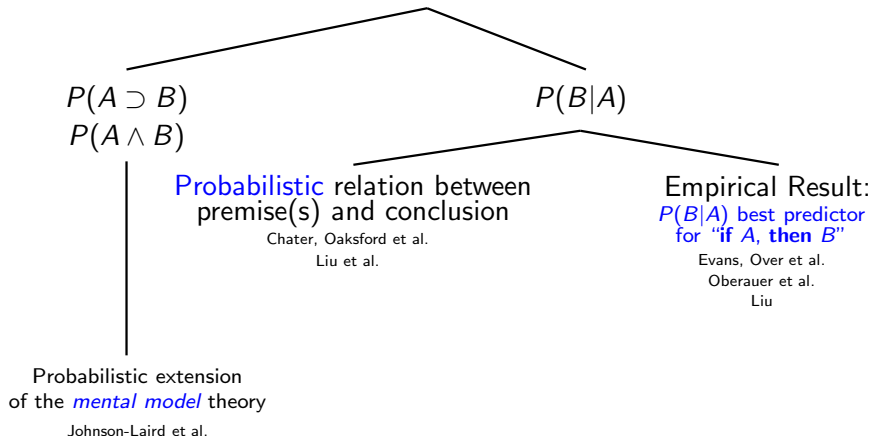 P(A ⊃ B)
P(A ∧ B)
P(B|A)
Probabilistic relation between
premise(s) and conclusion
Chater, Oaksford et al.
Liu et al.
Empirical Result:
P(B|A) best predictor
for “if A, then B”
Evans, Over et al.
Oberauer et al.
Liu
Probabilistic extension
of the mental model theory
Johnson-Laird et al.